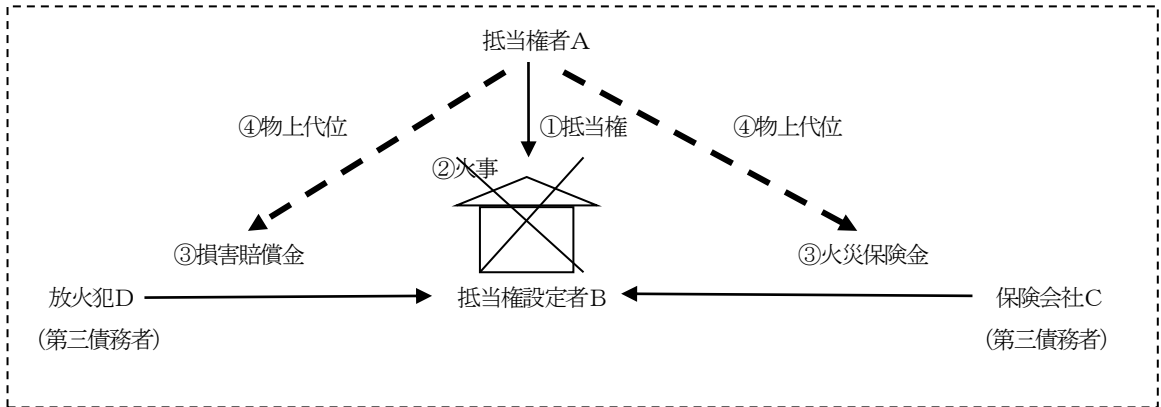 抵当権者A
④物上代位
①抵当権
④物上代位
②火事
③損害賠償金
③火災保険金
放火犯D
抵当権設定者B
保険会社C
(第三債務者)
(第三債務者)